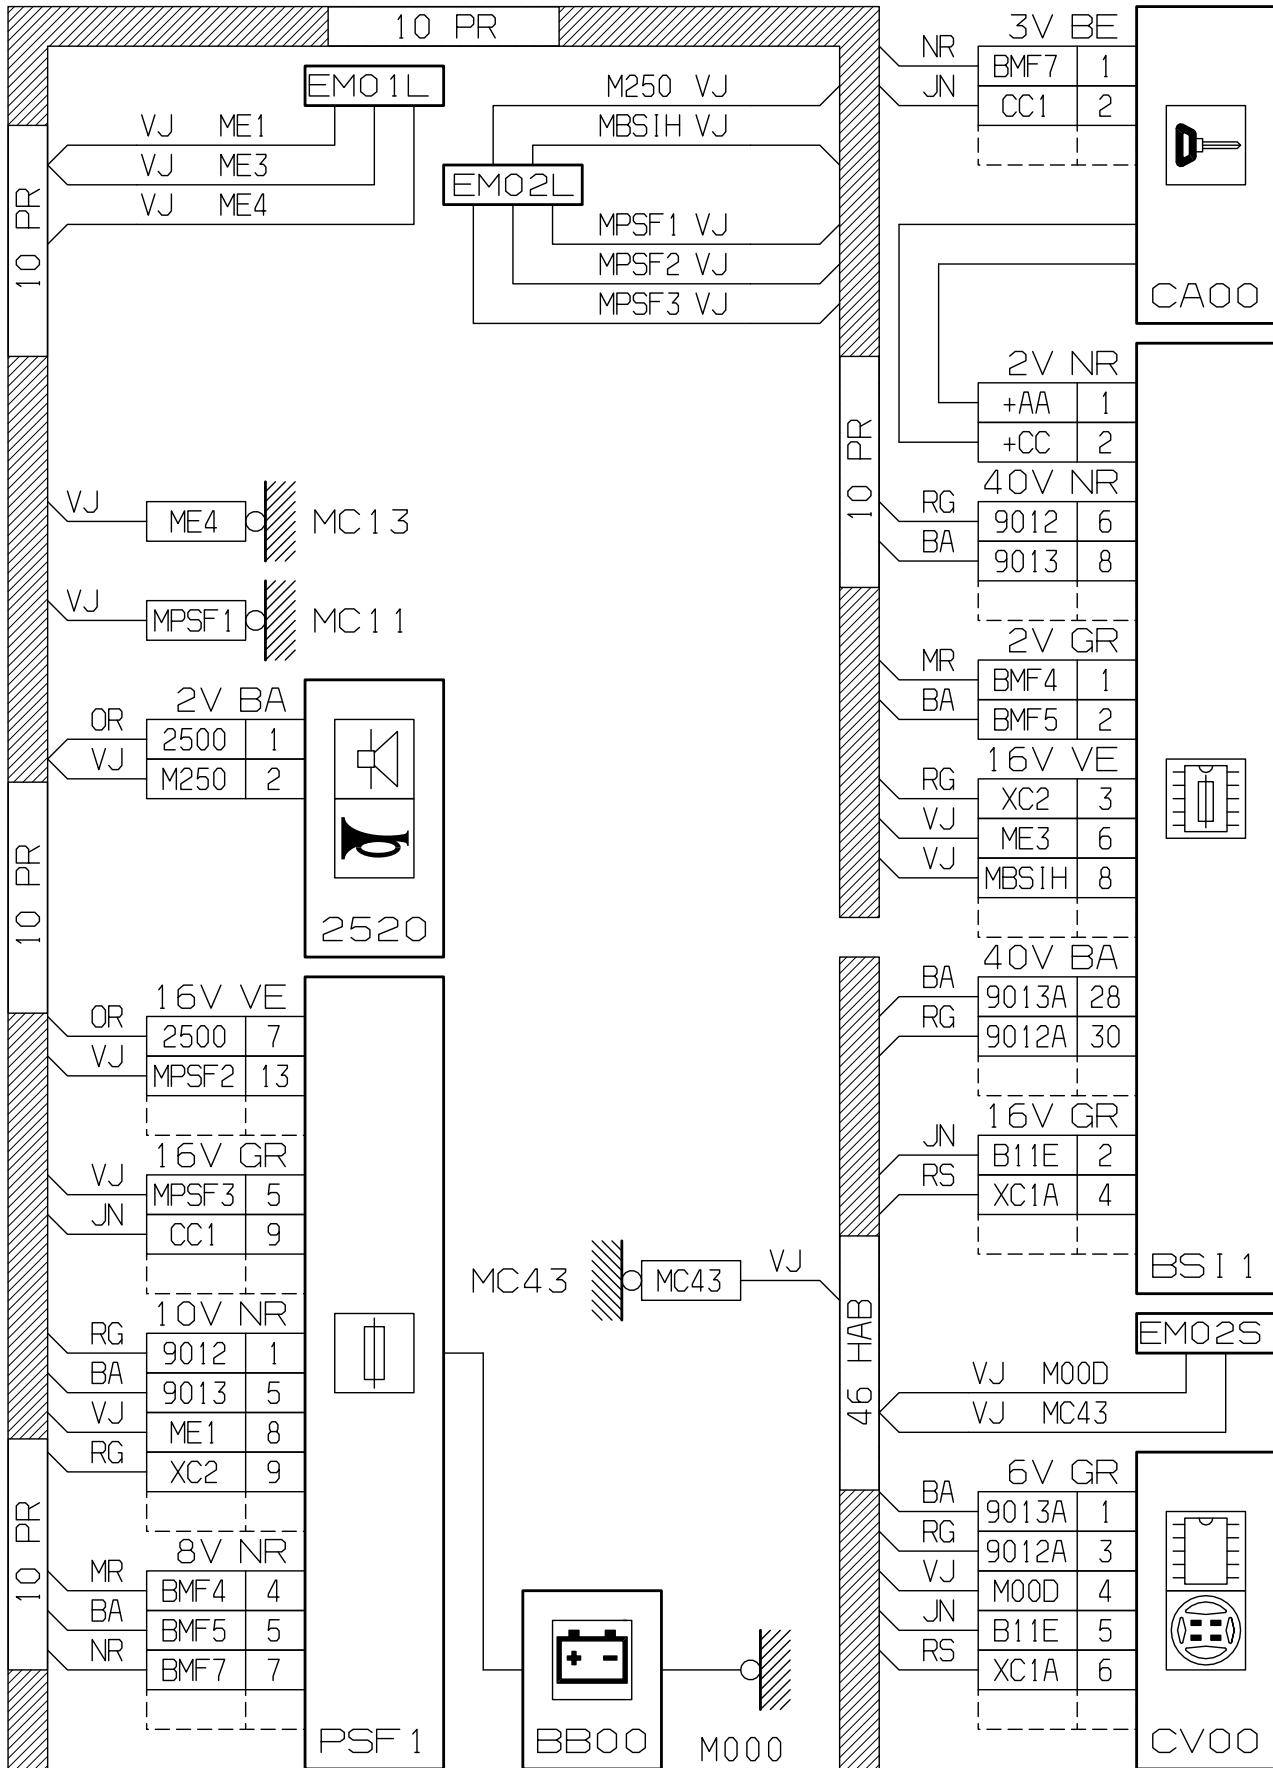 10 PR
EM01L
VJ ME1
VJ ME3
VJ ME4
10 PR
M250 VJ
MBSIH VJ
EM02L
MPSF1 VJ
MPSF2 VJ
MPSF3 VJ
VJ ME4 MC13
VJ MPSF1 MC11
2V BA
OR 2500 1
VJ M250 2
2520
10 PR
16V VE
OR 2500 7
VJ MPSF2 13
16V GR
VJ MPSF3 5
JN CC1 9
10V NR
RG 9012 1
BA 9013 5
VJ ME1 8
RG XC2 9
10 PR
8V NR
MR BMF4 4
BA BMF5 5
NR BMF7 7
PSF1
BB00
M000
MC43 MC43 VJ
10 PR
46 HAB
3V BE
NR BMF7 1
JN CC1 2
CA00
2V NR
+AA 1
+CC 2
40V NR
RG 9012 6
BA 9013 8
2V GR
MR BMF4 1
BA BMF5 2
16V VE
RG XC2 3
VJ ME3 6
VJ MBSIH 8
40V BA
BA 9013A 28
RG 9012A 30
16V GR
JN B11E 2
RS XC1A 4
BSI1
EM02S
VJ M00D
VJ MC43
6V GR
BA 9013A 1
RG 9012A 3
VJ M00D 4
JN B11E 5
RS XC1A 6
CV00